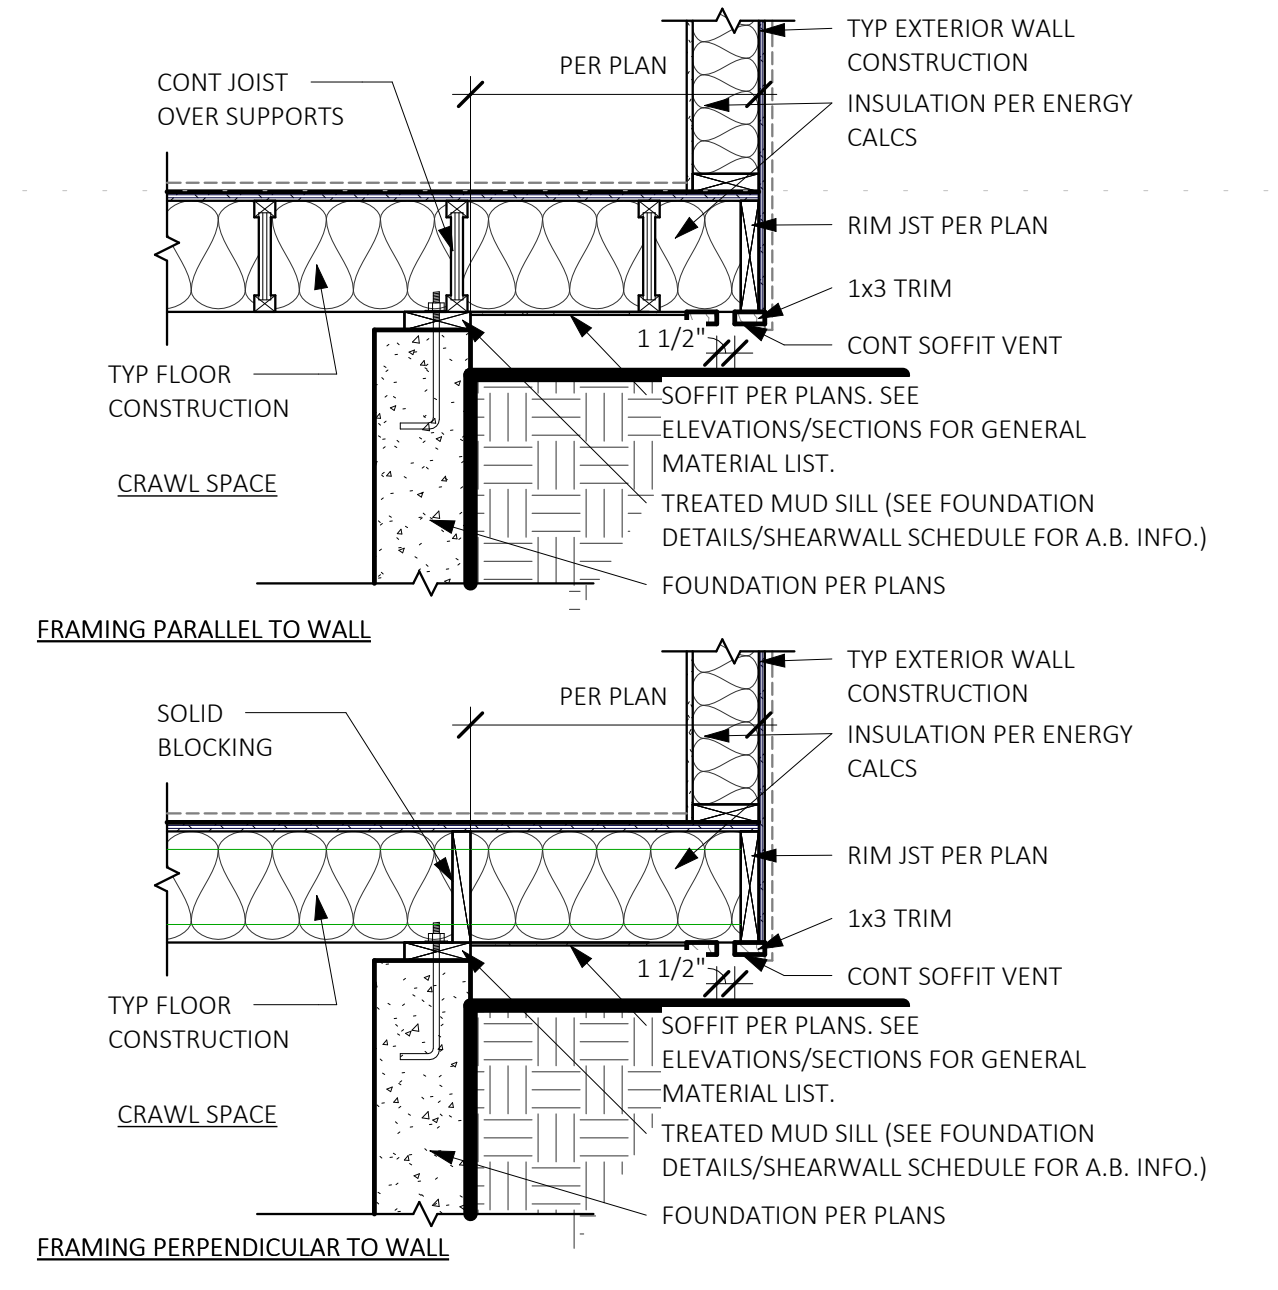 TYP EXTERIOR WALL
CONSTRUCTION
PER PLAN
CONT JOIST
OVER SUPPORTS
INSULATION PER ENERGY
CALCS
RIM JST PER PLAN
1x3 TRIM
1 1/2"
CONT SOFFIT VENT
TYP FLOOR
CONSTRUCTION
SOFFIT PER PLANS. SEE
ELEVATIONS/SECTIONS FOR GENERAL
MATERIAL LIST.
CRAWL SPACE
TREATED MUD SILL (SEE FOUNDATION
DETAILS/SHEARWALL SCHEDULE FOR A.B. INFO.)
FOUNDATION PER PLANS
FRAMING PARALLEL TO WALL
TYP EXTERIOR WALL
CONSTRUCTION
PER PLAN
SOLID
BLOCKING
INSULATION PER ENERGY
CALCS
RIM JST PER PLAN
1x3 TRIM
1 1/2"
CONT SOFFIT VENT
TYP FLOOR
CONSTRUCTION
SOFFIT PER PLANS. SEE
ELEVATIONS/SECTIONS FOR GENERAL
MATERIAL LIST.
CRAWL SPACE
TREATED MUD SILL (SEE FOUNDATION
DETAILS/SHEARWALL SCHEDULE FOR A.B. INFO.)
FOUNDATION PER PLANS
FRAMING PERPENDICULAR TO WALL